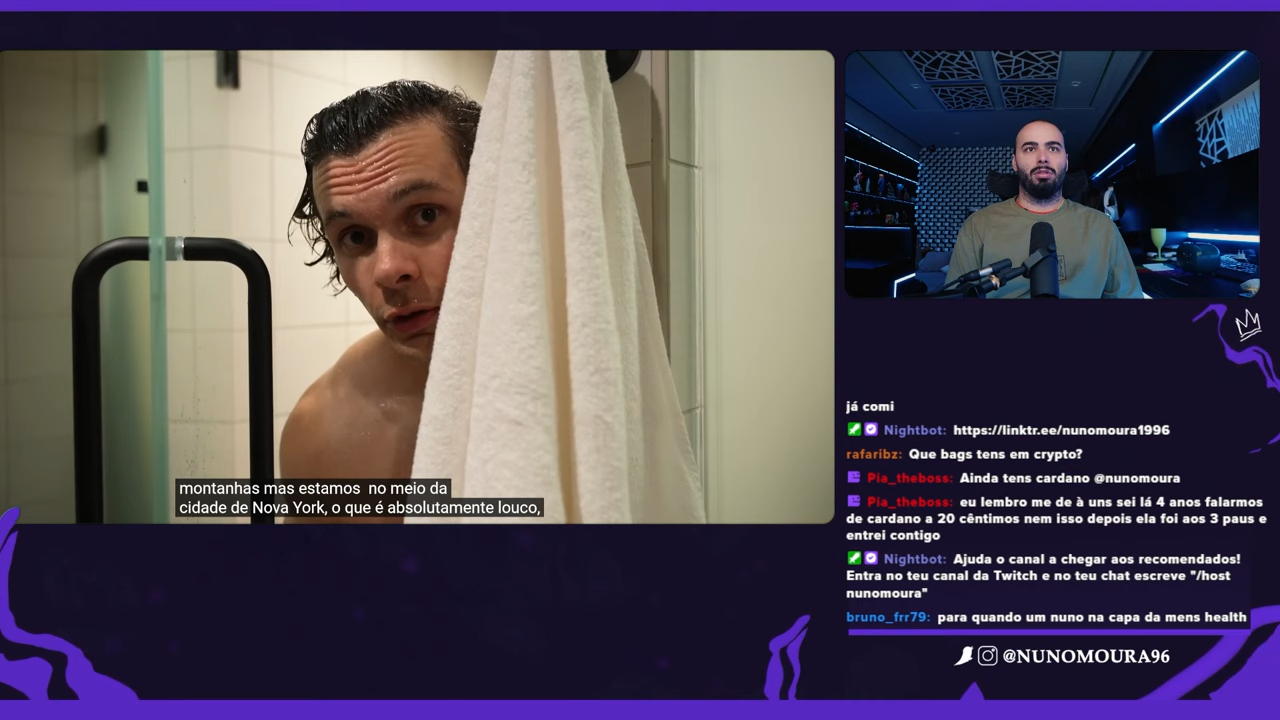 montanhas mas estamos  no meio da
cidade de Nova York, o que é absolutamente louco,
já comi
Nightbot: https://linktr.ee/nunomoura1996
rafaribz: Que bags tens em crypto?
Pia_theboss: Ainda tens cardano @nunomoura
Pia_theboss: eu lembro me de à uns sei lá 4 anos falarmos
de cardano a 20 cêntimos nem isso depois ela foi aos 3 paus e
entrei contigo
Nightbot: Ajuda o canal a chegar aos recomendados!
Entra no teu canal da Twitch e no teu chat escreve "/host
nunomoura"
bruno_frr79: para quando um nuno na capa da mens health
@NUNOMOURA96